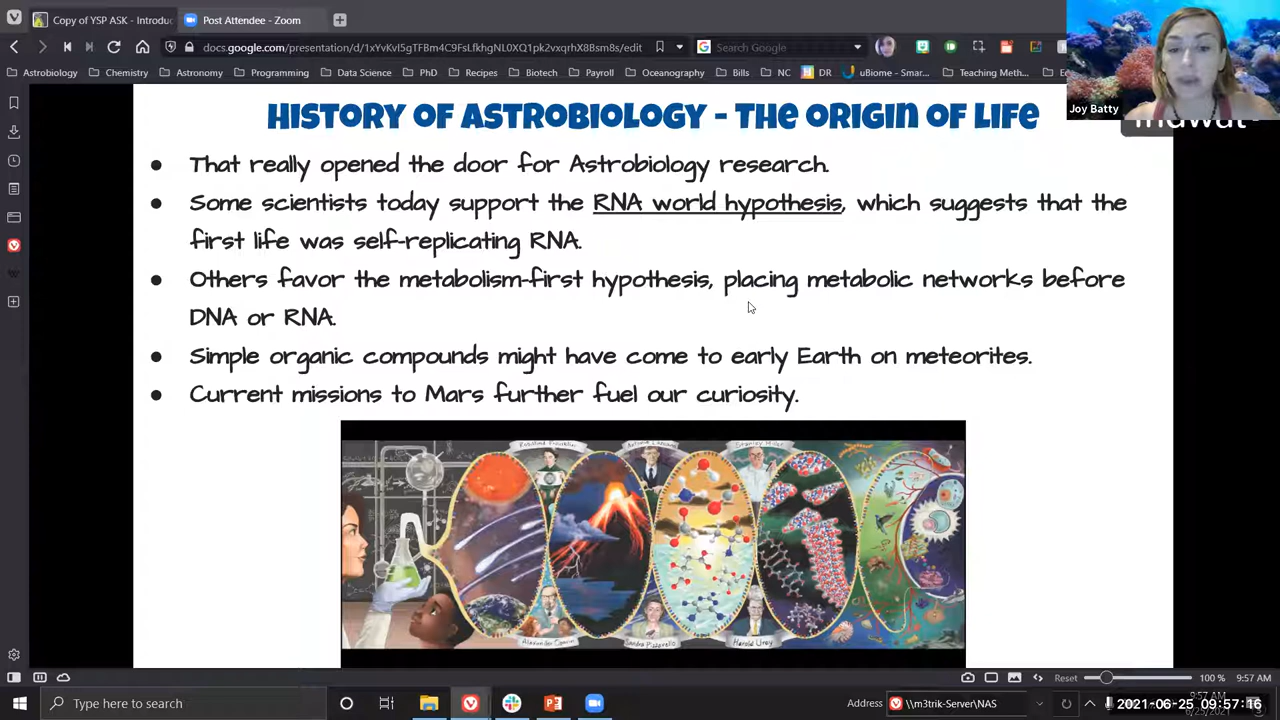 Copy of YSP ASK - Introduc
Post Attendee - Zoom
docs.google.com/presentation/d/1xYvKvI5gTFBm4C9FsLfkhgNL0XQ1pk2vxqrhX8Bsm8s/edit
Search Google
Astrobiology
Chemistry
Astronomy
Programming
Data Science
PhD
Recipes
Biotech
Payroll
Oceanography
Bills
NC
DR
uBiome - Smar...
Teaching Meth...
Joy Batty
HISTORY OF ASTROBIOLOGY - THE ORIGIN OF LIFE
• That really opened the door for Astrobiology research.
• Some scientists today support the RNA world hypothesis, which suggests that the
first life was self-replicating RNA.
• Others favor the metabolism-first hypothesis, placing metabolic networks before
DNA or RNA.
• Simple organic compounds might have come to early Earth on meteorites.
• Current missions to Mars further fuel our curiosity.
Harold Urey
Reset
100 %
9:57 AM
Type here to search
Address
\\m3trik-Server\NAS
9:57 AM
2021-06-25 09:57:16